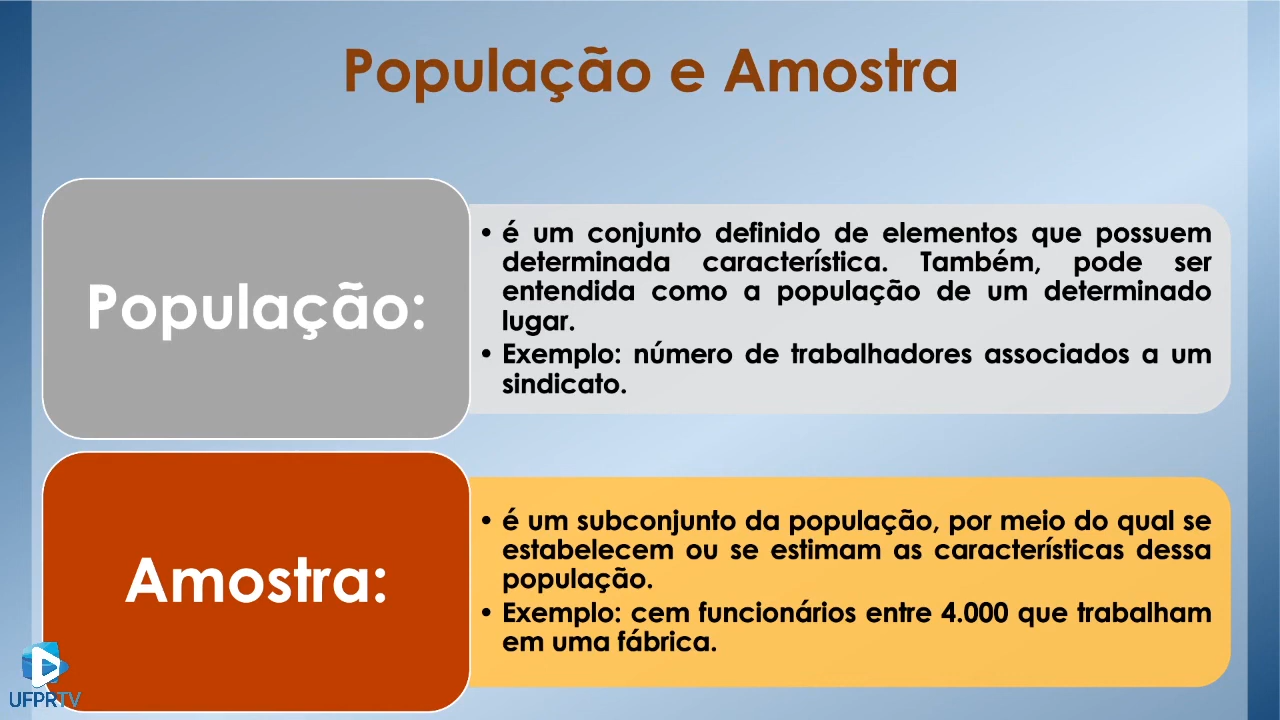 População e Amostra
População:
• é um conjunto definido de elementos que possuem
determinada característica. Também, pode ser
entendida como a população de um determinado
lugar.
• Exemplo: número de trabalhadores associados a um
sindicato.
Amostra:
• é um subconjunto da população, por meio do qual se
estabelecem ou se estimam as características dessa
população.
• Exemplo: cem funcionários entre 4.000 que trabalham
em uma fábrica.
UFPRTV